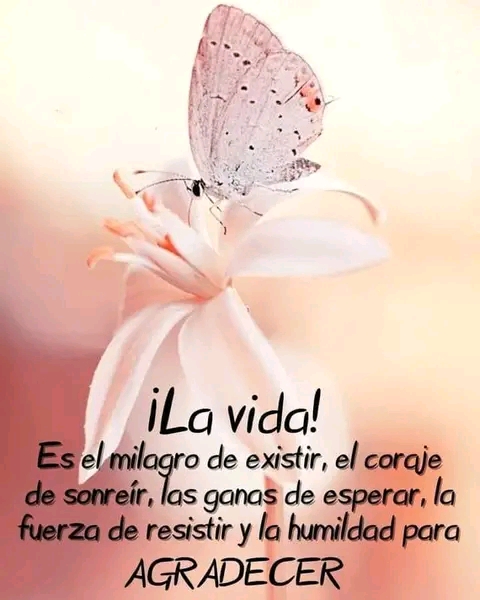 ¡La vida!
Es el milagro de existir, el coraje
de sonreír, las ganas de esperar, la
fuerza de resistir y la humildad para
AGRADECER